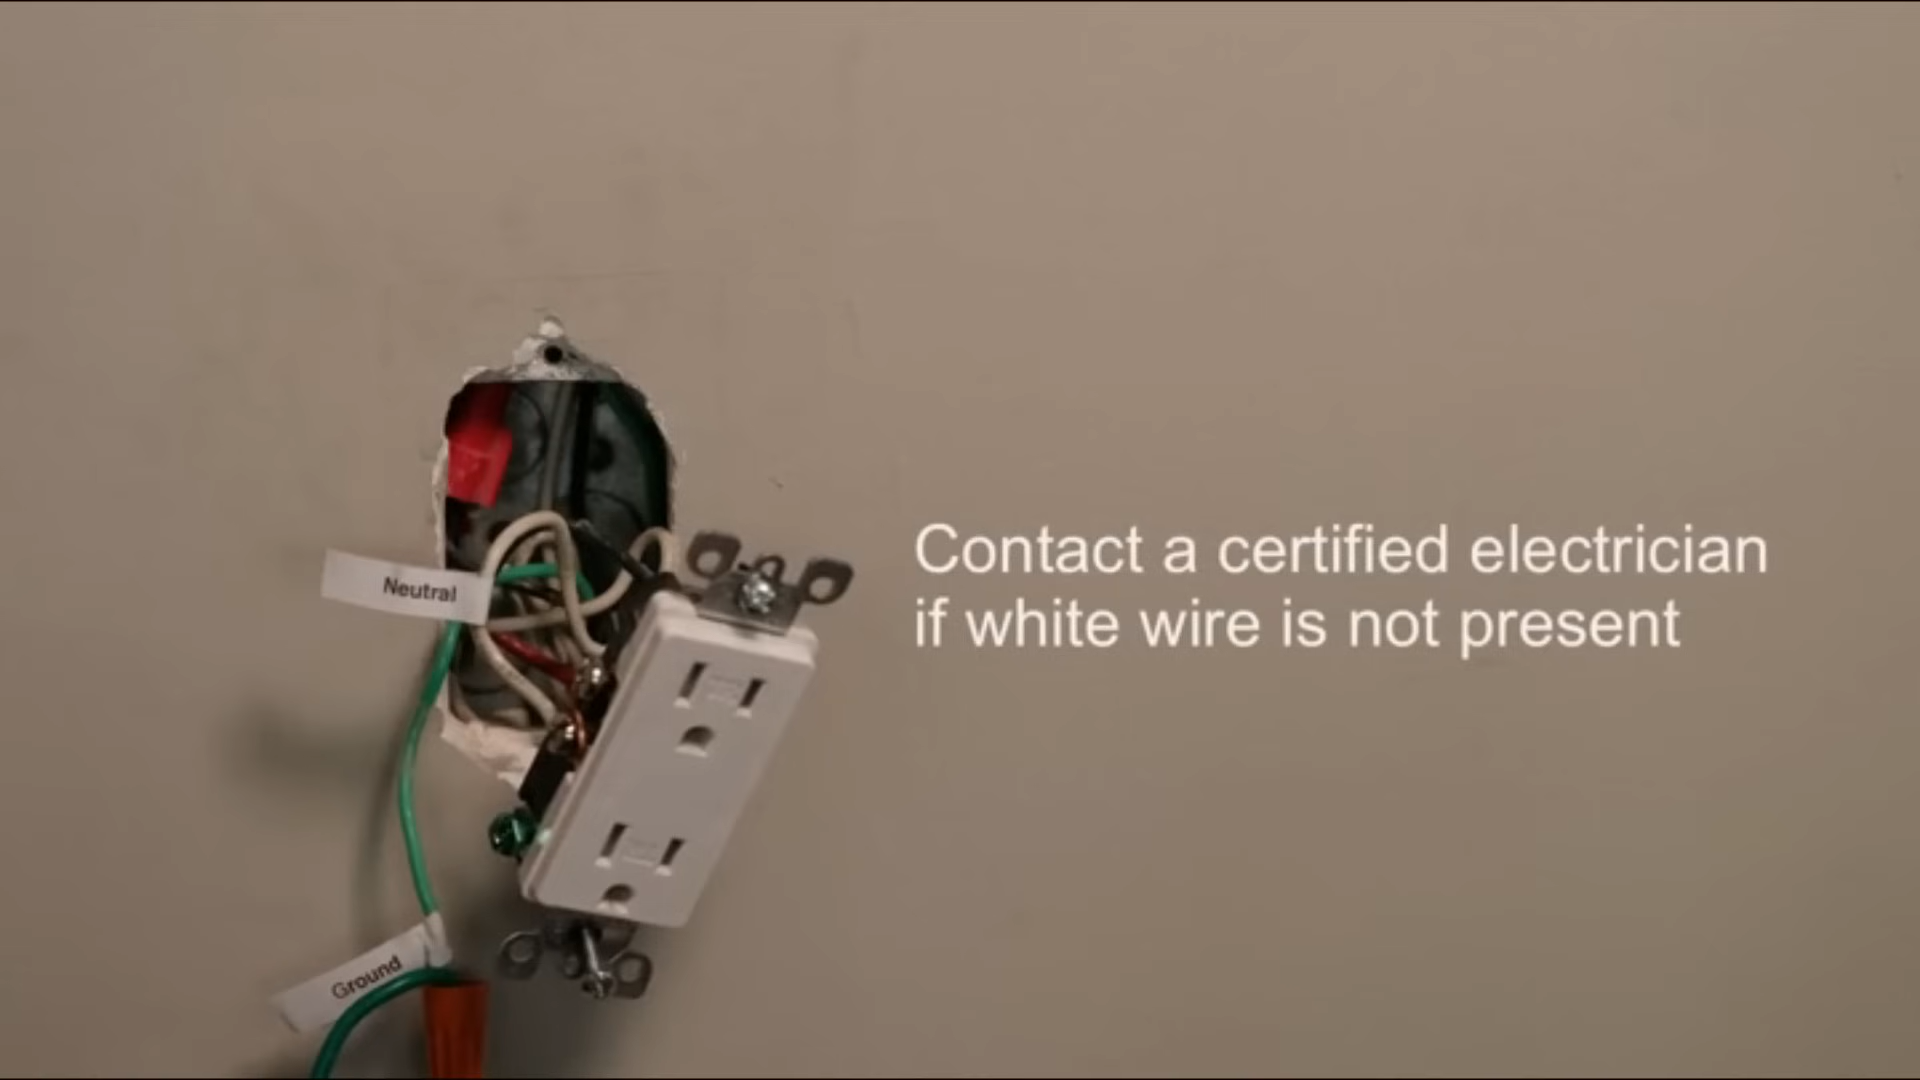 Neutral
Contact a certified electrician
if white wire is not present
Ground